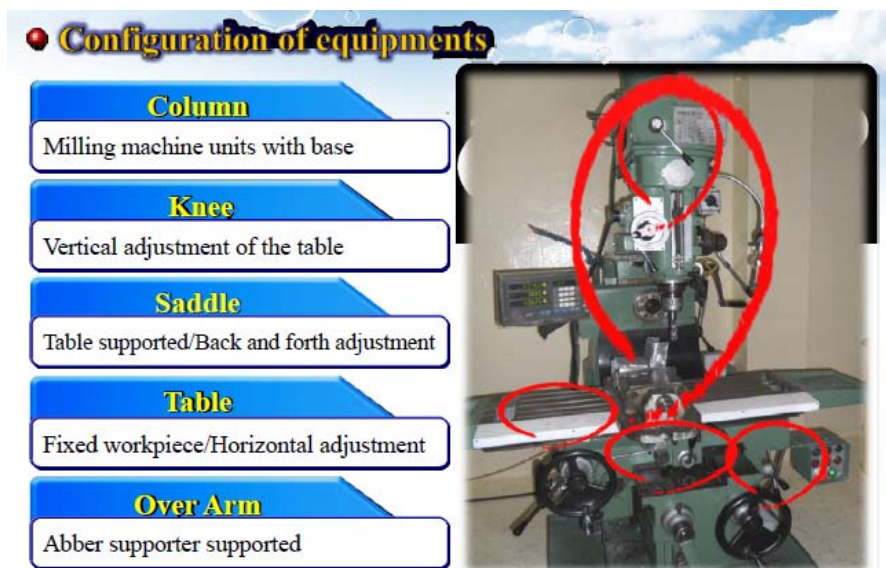 Configuration of equipments
Column
Milling machine units with base
Knee
Vertical adjustment of the table
Saddle
Table supported/Back and forth adjustment
Table
Fixed workpiece/Horizontal adjustment
Over Arm
Abber supporter supported